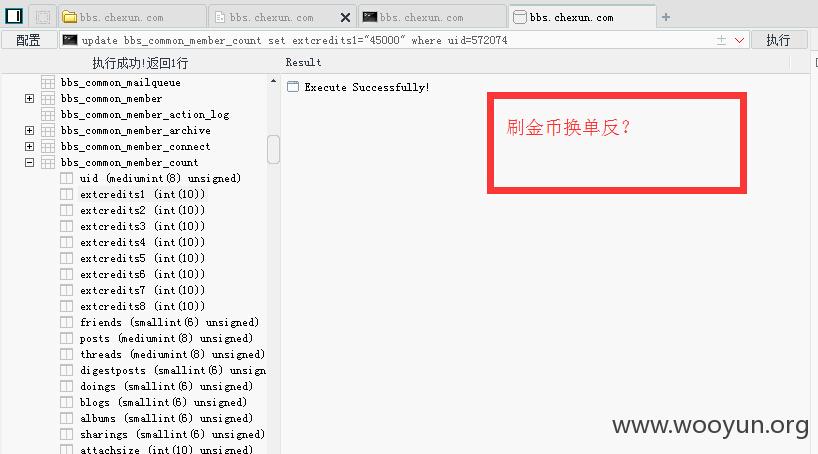 bbs.chexun.com
bbs.chexun.com
bbs.chexun.com
bbs.chexun.com
配置
update bbs_common_member_count set extcredits1="45000" where uid=572074
执行
执行成功!返回1行
Result
bbs_common_mailqueue
bbs_common_member
bbs_common_member_action_log
bbs_common_member_archive
bbs_common_member_connect
bbs_common_member_count
uid (mediumint(8) unsigned)
extcredits1 (int(10))
extcredits2 (int(10))
extcredits3 (int(10))
extcredits4 (int(10))
extcredits5 (int(10))
extcredits6 (int(10))
extcredits7 (int(10))
extcredits8 (int(10))
friends (smallint(6) unsigned)
posts (mediumint(8) unsigned)
threads (mediumint(8) unsigned)
digestposts (smallint(6) unsign
doings (smallint(6) unsigned)
blogs (smallint(6) unsigned)
albums (smallint(6) unsigned)
sharings (smallint(6) unsigned)
attachsize (int(10) unsigned)
Execute Successfully!
刷金币换单反？
www.wooyun.org